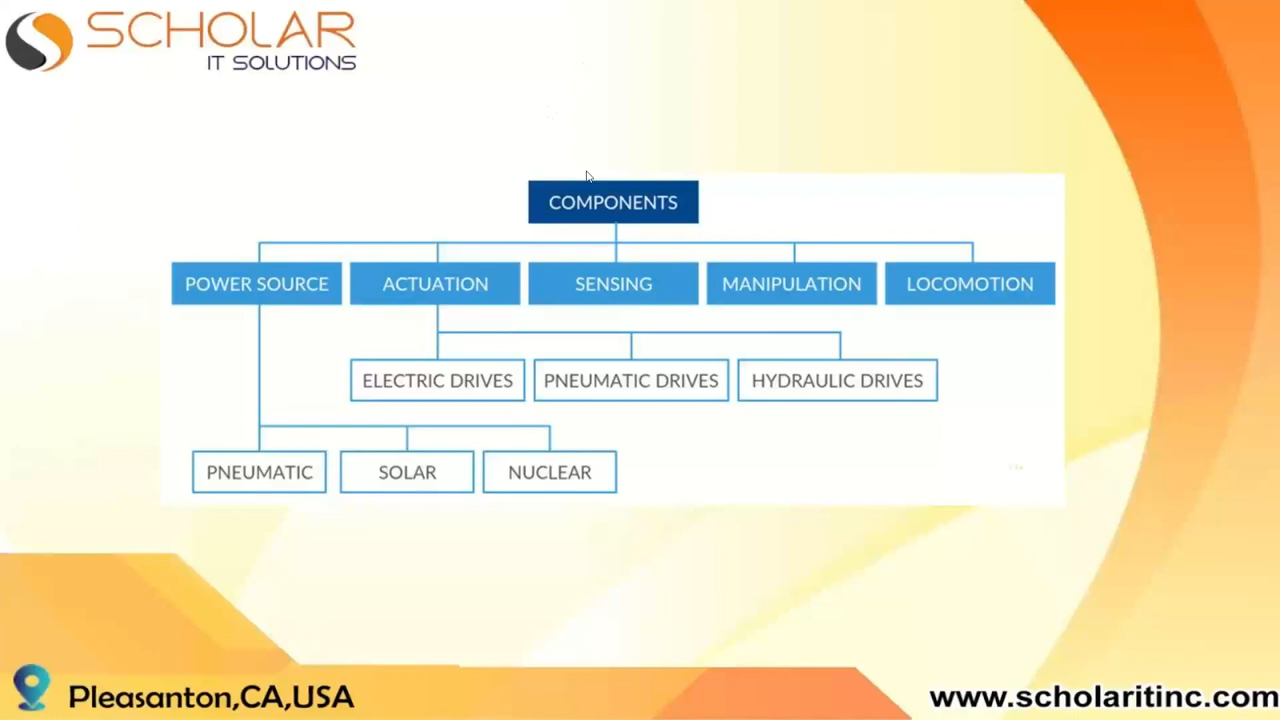 SCHOLAR
IT SOLUTIONS
COMPONENTS
POWER SOURCE
ACTUATION
SENSING
MANIPULATION
LOCOMOTION
ELECTRIC DRIVES
PNEUMATIC DRIVES
HYDRAULIC DRIVES
PNEUMATIC
SOLAR
NUCLEAR
Pleasanton,CA,USA
www.scholaritinc.com